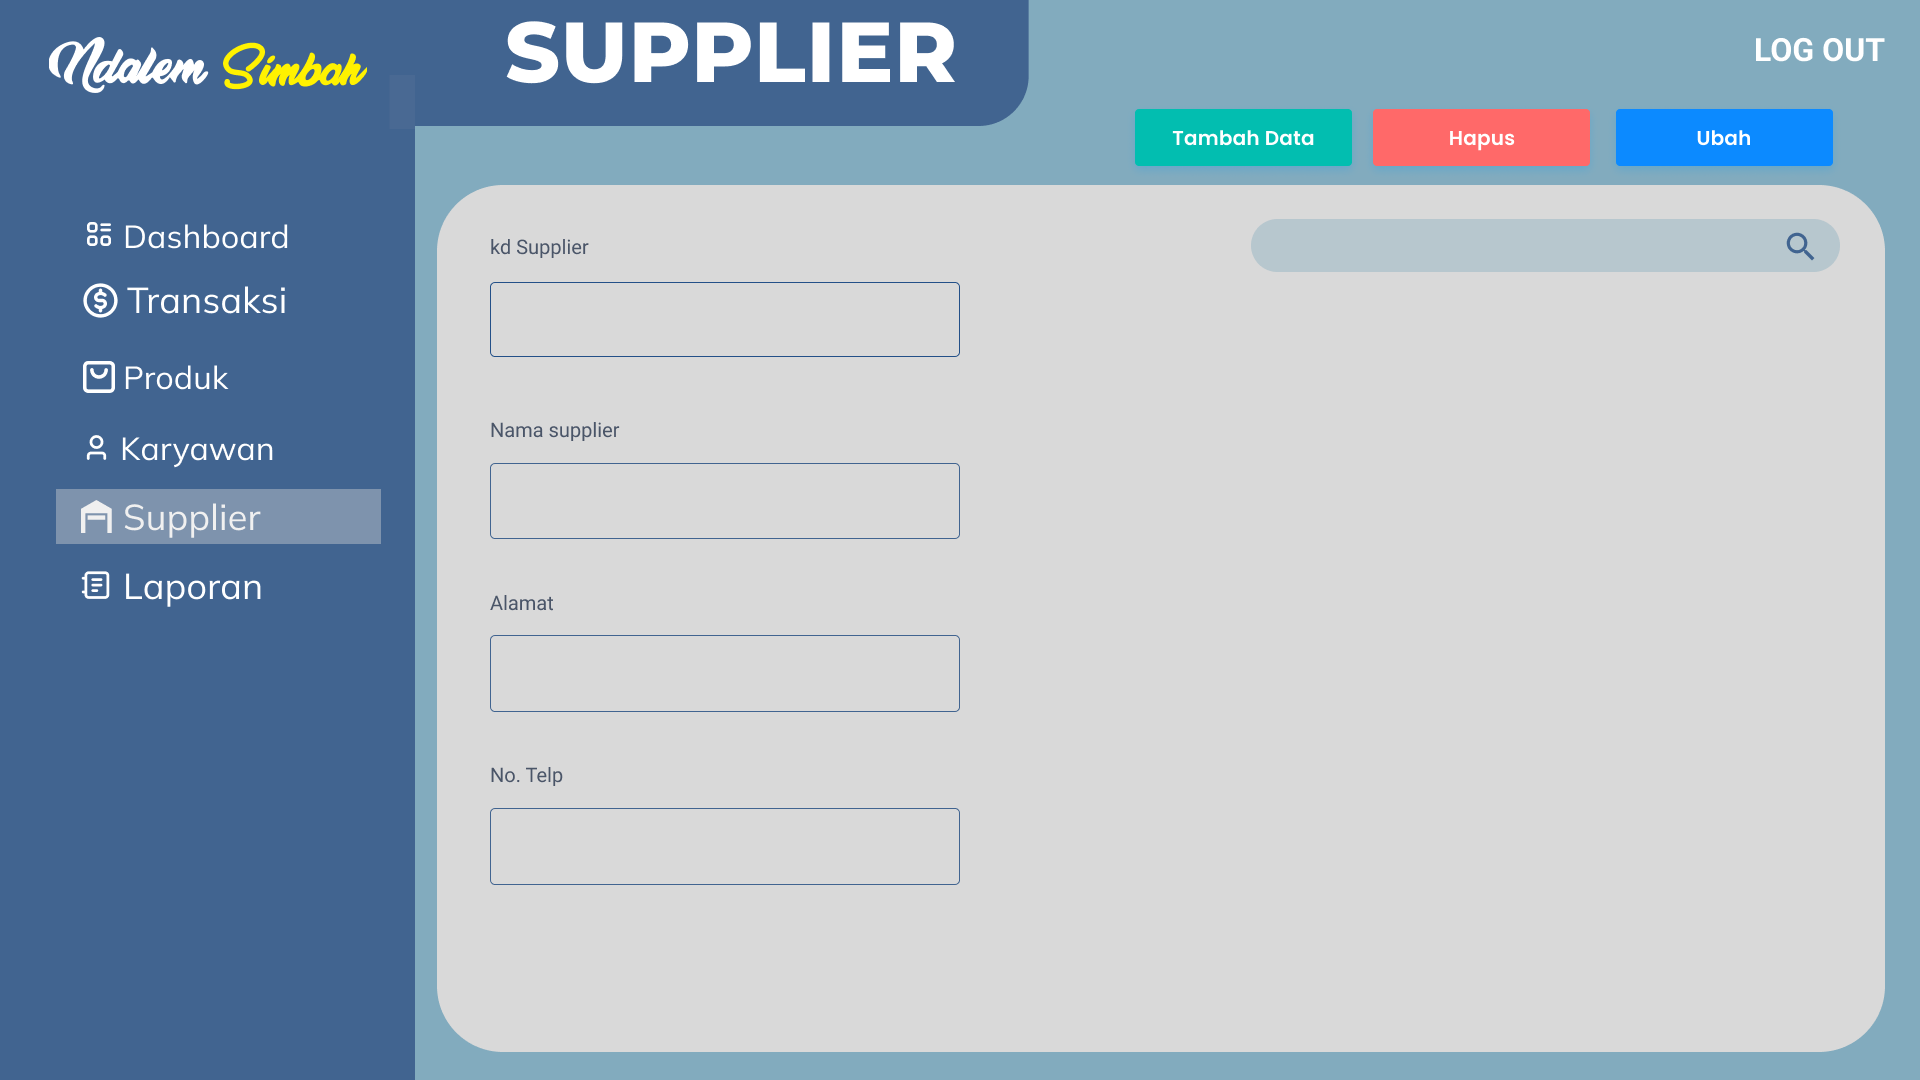 Ndalem Simbah
SUPPLIER
LOG OUT
Tambah Data
Hapus
Ubah
Dashboard
Transaksi
Produk
Karyawan
Supplier
Laporan
kd Supplier
Nama supplier
Alamat
No. Telp